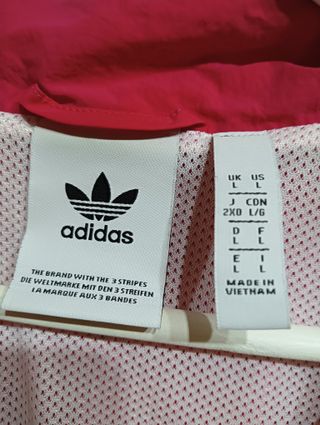 adidas
THE BRAND WITH THE 3 STRIPES
DIE WELTMARKE MIT DEN 3 STREIFEN
LA MARQUE AUX 3 BANDES
UK US
L L
J CDN
2XO L/G
D F
L L
E I
L L
MADE IN
VIETNAM